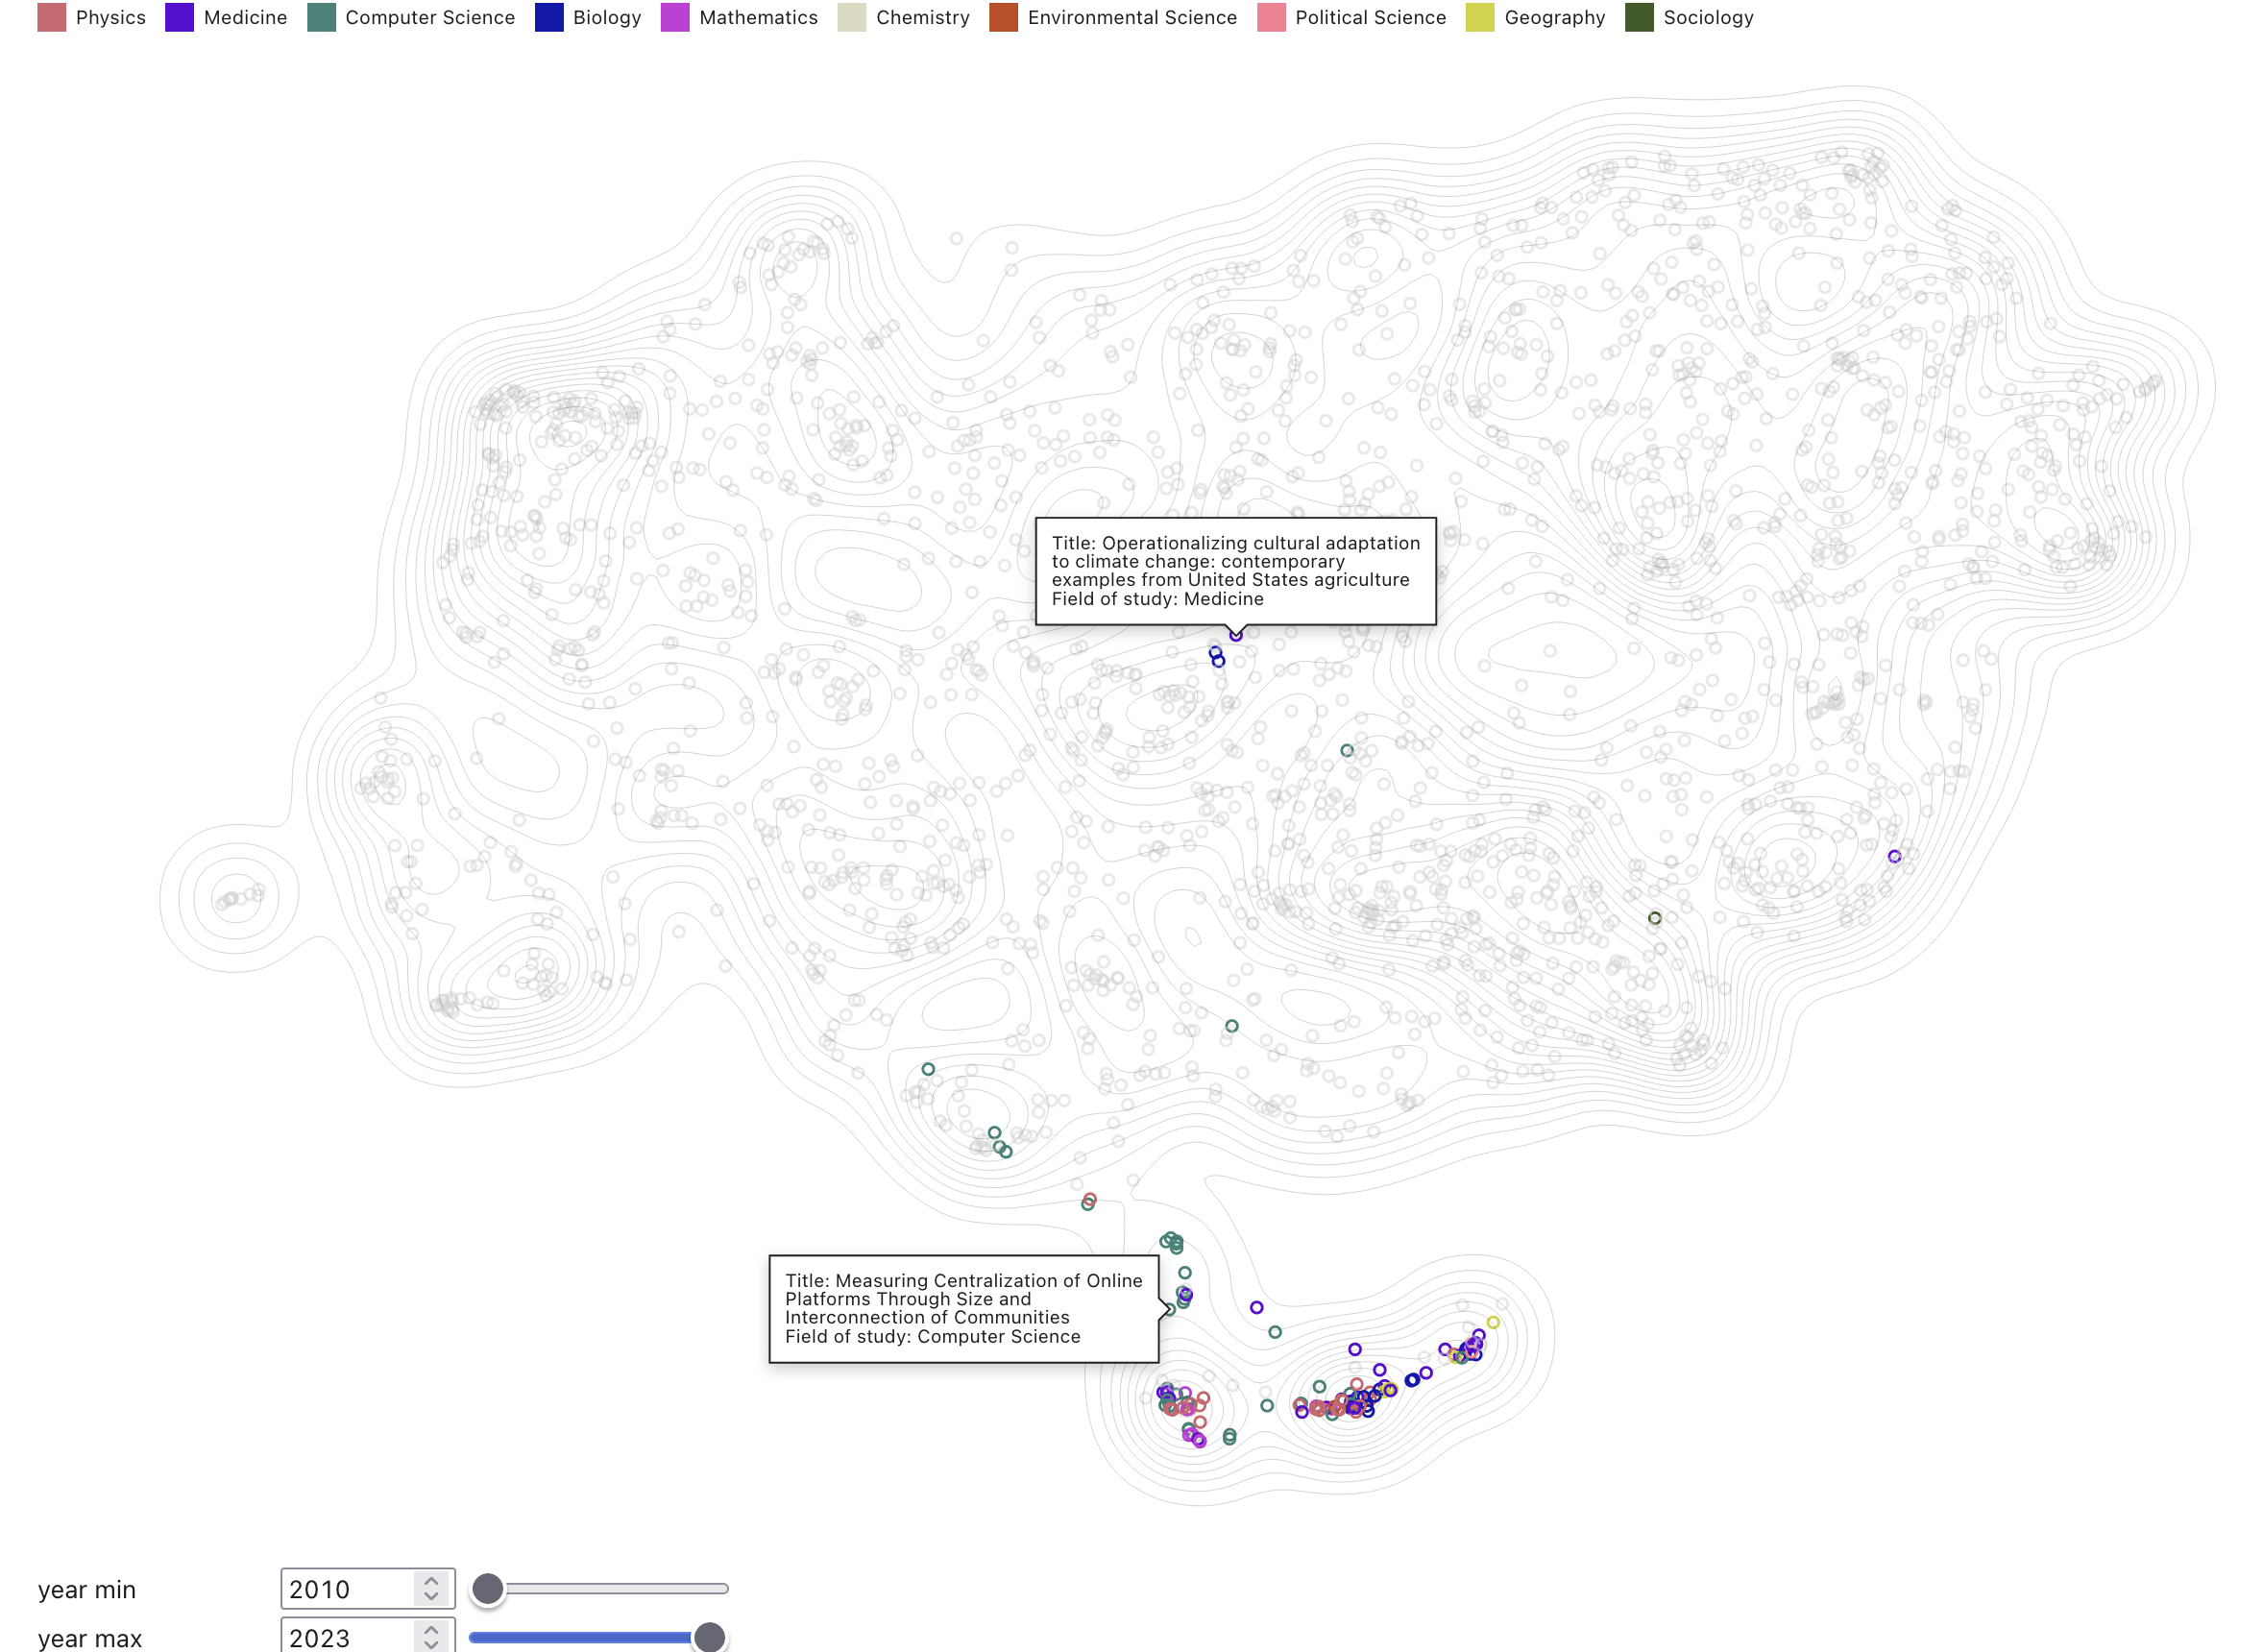 Physics Medicine Computer Science Biology Mathematics Chemistry Environmental Science Political Science Geography Sociology
Title: Operationalizing cultural adaptation
to climate change: contemporary
examples from United States agriculture
Field of study: Medicine
Title: Measuring Centralization of Online
Platforms Through Size and
Interconnection of Communities
Field of study: Computer Science
year min 2010
year max 2023